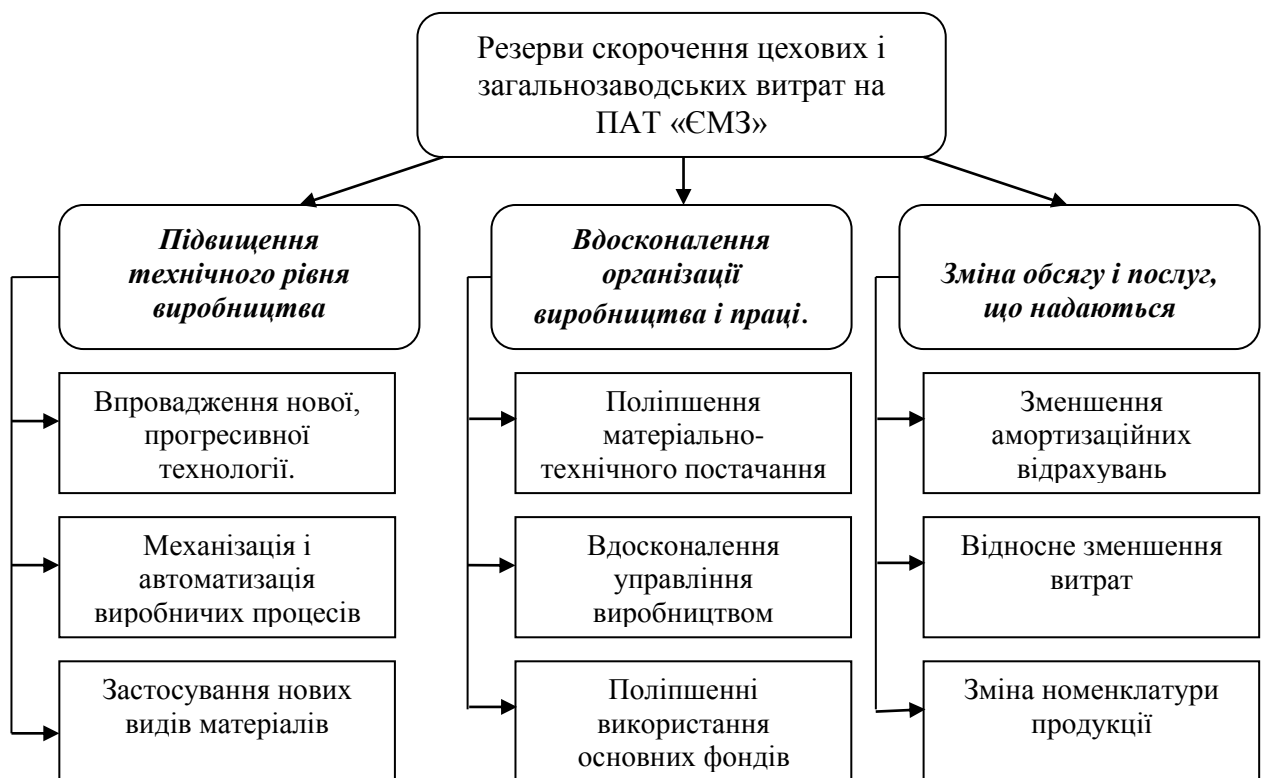 Резерви скорочення цехових і
загальнозаводських витрат на
ПАТ «ЄМЗ»
Підвищення
технічного рівня
виробництва
Вдосконалення
організації
виробництва і праці.
Зміна обсягу і послуг,
що надаються
Впровадження нової,
прогресивної
технології.
Поліпшення
матеріально-
технічного постачання
Зменшення
амортизаційних
відрахувань
Механізація і
автоматизація
виробничих процесів
Вдосконалення
управління
виробництвом
Відносне зменшення
витрат
Застосування нових
видів матеріалів
Поліпшенні
використання
основних фондів
Зміна номенклатури
продукції